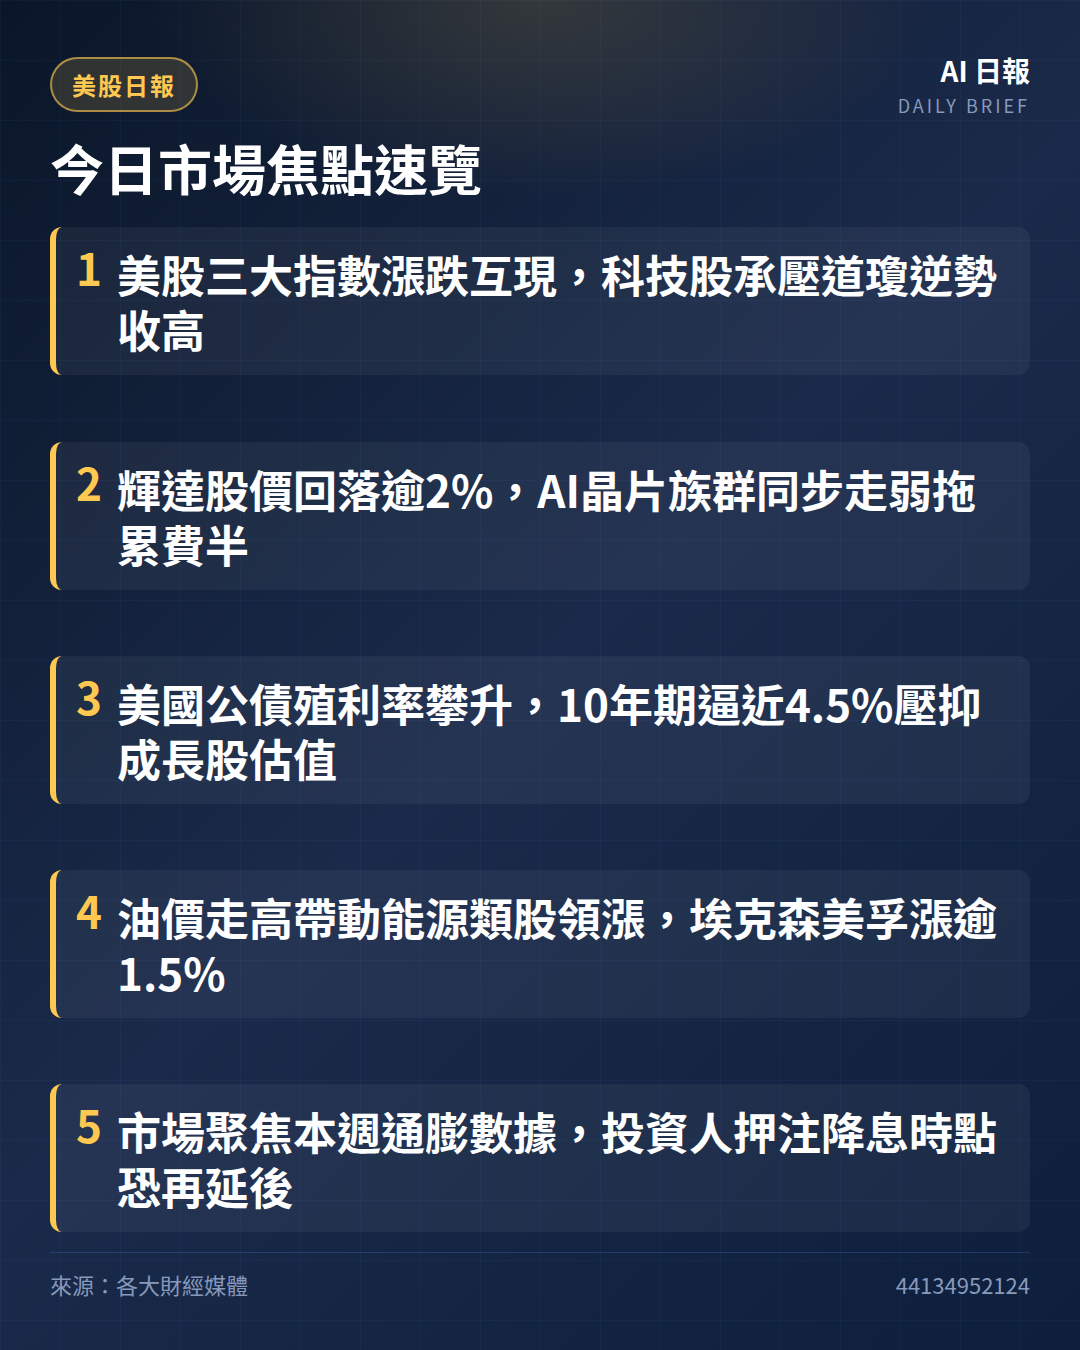 美股日報
AI 日報
DAILY BRIEF
今日市場焦點速覽
1 美股三大指數漲跌互現，科技股承壓道瓊逆勢
收高
2 輝達股價回落逾2%，AI晶片族群同步走弱拖
累費半
3 美國公債殖利率攀升，10年期逼近4.5%壓抑
成長股估值
4 油價走高帶動能源類股領漲，埃克森美孚漲逾
1.5%
5 市場聚焦本週通膨數據，投資人押注降息時點
恐再延後
來源：各大財經媒體
44134952124